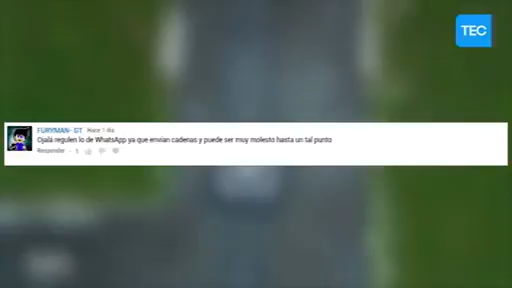 TEC
FURYMAN- GT Hace 1 día
Ojalá regulen lo de WhatsApp ya que envían cadenas y puede ser muy molesto hasta un tal punto
Responder